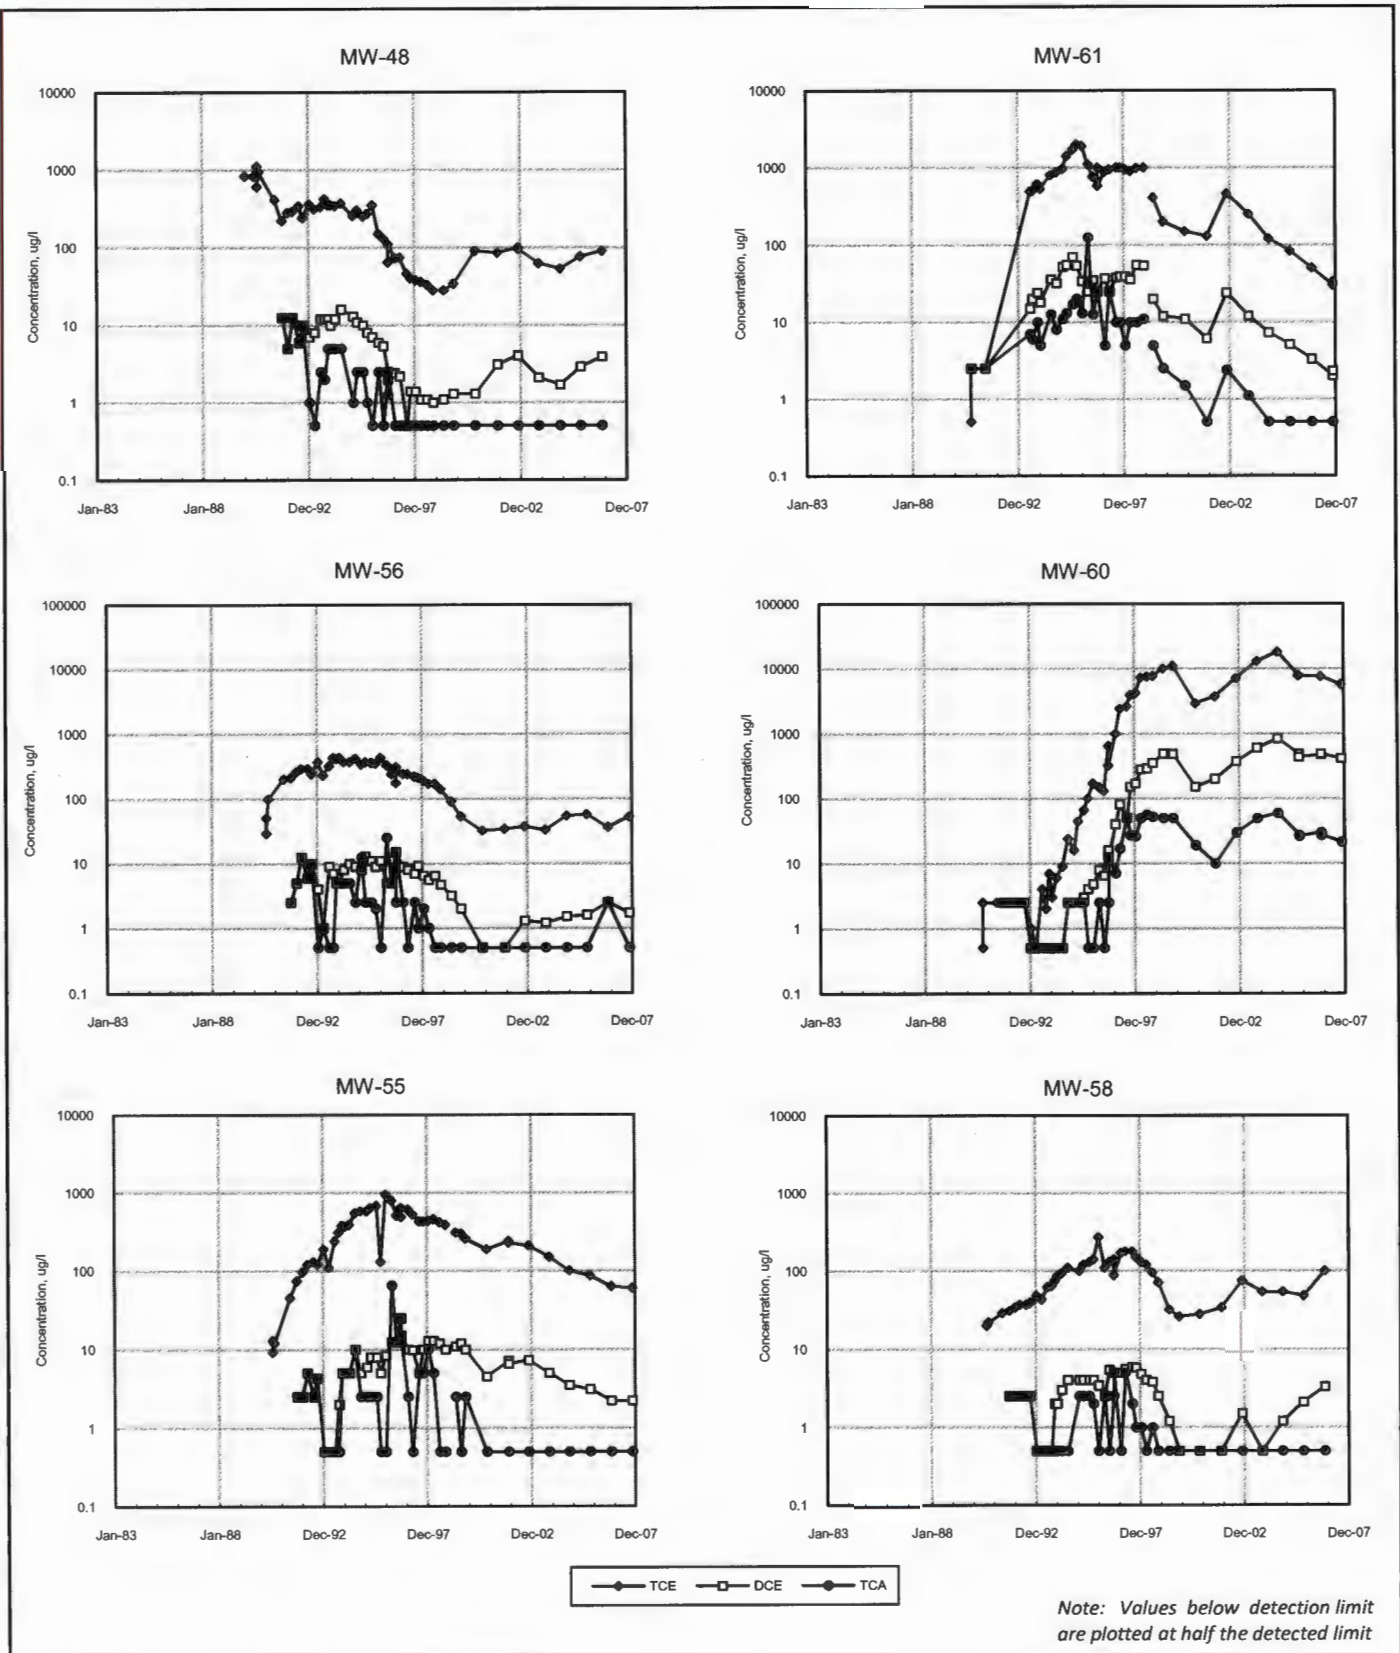 MW-48
10000
1000
100
10
1
0.1
Concentration, ug/l
Jan-83 Jan-88 Dec-92 Dec-97 Dec-02 Dec-07
MW-61
10000
1000
100
10
1
0.1
Concentration, ug/l
Jan-83 Jan-88 Dec-92 Dec-97 Dec-02 Dec-07
MW-56
100000
10000
1000
100
10
1
0.1
Concentration, ug/l
Jan-83 Jan-88 Dec-92 Dec-97 Dec-02 Dec-07
MW-60
100000
10000
1000
100
10
1
0.1
Concentration, ug/l
Jan-83 Jan-88 Dec-92 Dec-97 Dec-02 Dec-07
MW-55
10000
1000
100
10
1
0.1
Concentration, ug/l
Jan-83 Jan-88 Dec-92 Dec-97 Dec-02 Dec-07
MW-58
10000
1000
100
10
1
0.1
Concentration, ug/l
Jan-83 Jan-88 Dec-92 Dec-97 Dec-02 Dec-07
TCE DCE TCA
Note: Values below detection limit
are plotted at half the detected limit